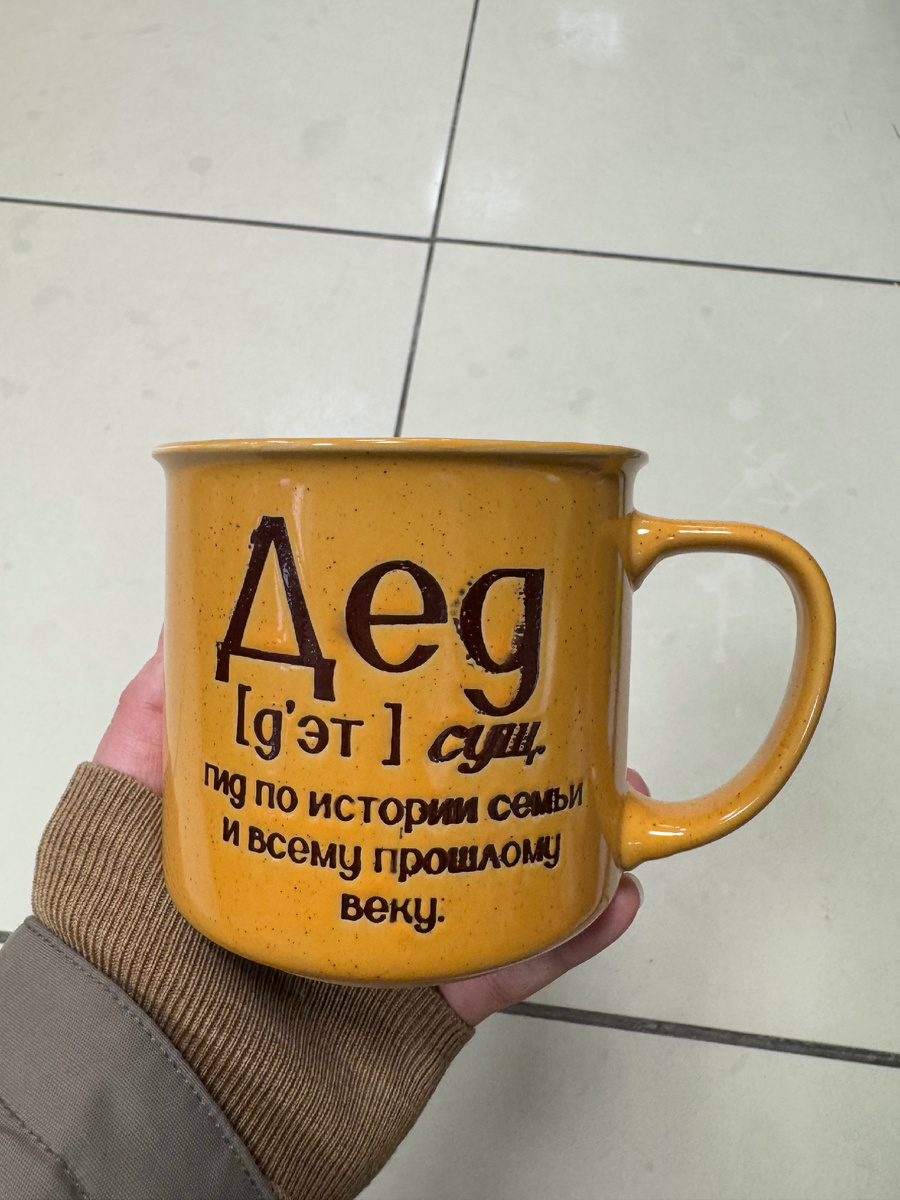 Дед
[д'эт ] сущ.
гид по истории семьи
и всему прошлому
веку.